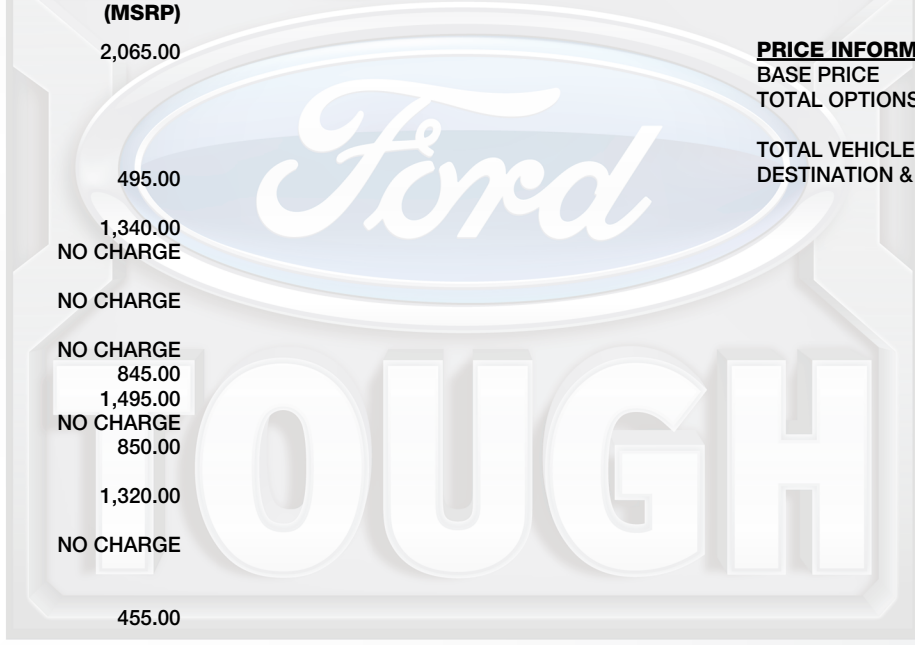 (MSRP)
2,065.00
495.00
1,340.00
NO CHARGE
NO CHARGE
NO CHARGE
845.00
1,495.00
NO CHARGE
850.00
1,320.00
NO CHARGE
455.00
PRICE INFORM
BASE PRICE
TOTAL OPTIONS
TOTAL VEHICLE
DESTINATION &
Ford
TOUGH